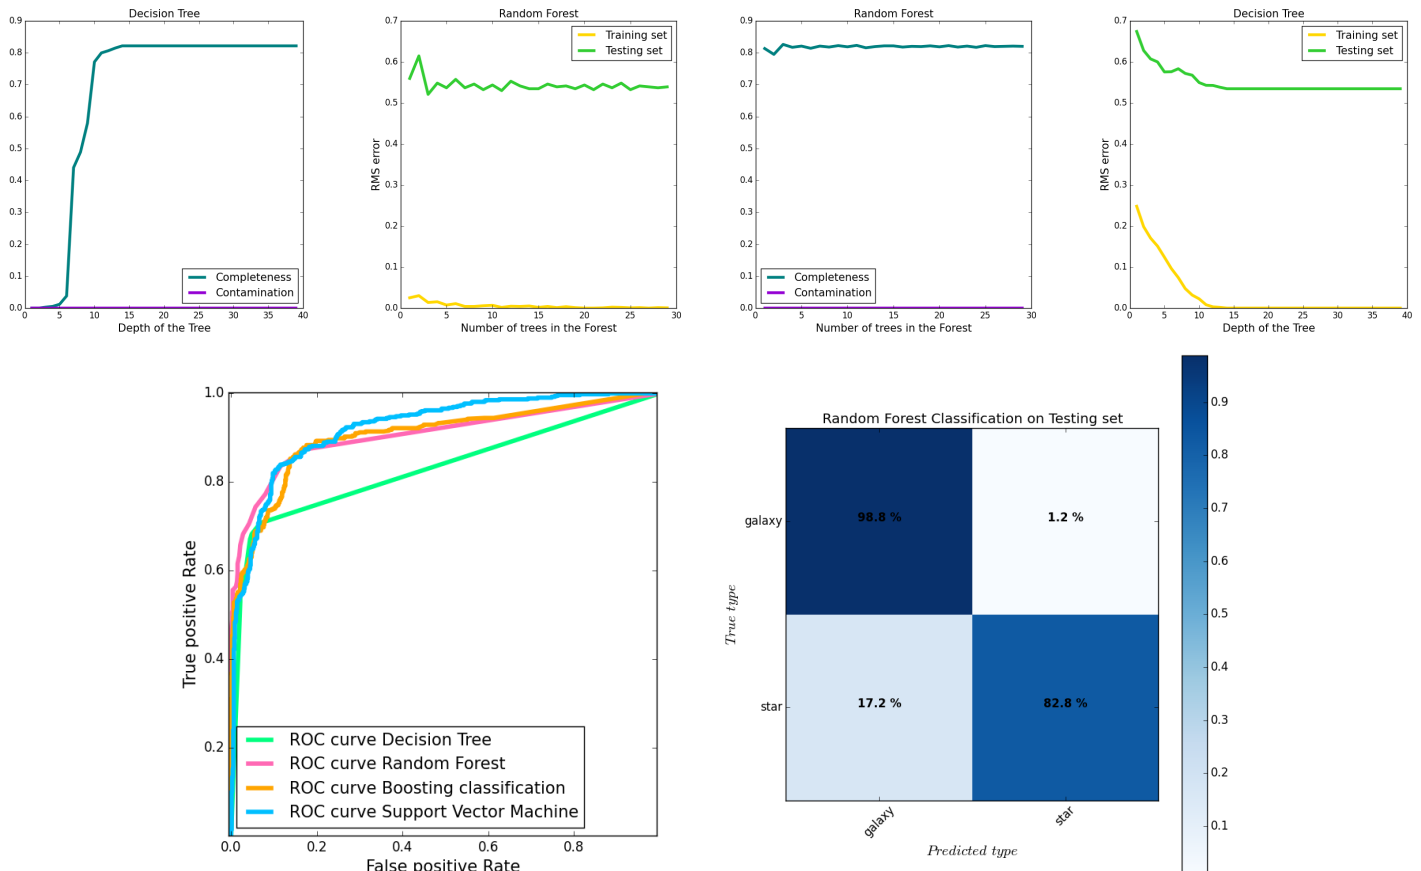 Decision Tree
0.9
0.8
0.7
0.6
0.5
0.4
0.3
0.2
0.1
0.0
Completeness
Contamination
0 5 10 15 20 25 30 35 40
Depth of the Tree
Random Forest
RMS error
0.7
0.6
0.5
0.4
0.3
0.2
0.1
0.0
Training set
Testing set
0 5 10 15 20 25 30
Number of trees in the Forest
Random Forest
0.9
0.8
0.7
0.6
0.5
0.4
0.3
0.2
0.1
0.0
Completeness
Contamination
0 5 10 15 20 25 30
Number of trees in the Forest
Decision Tree
RMS error
0.7
0.6
0.5
0.4
0.3
0.2
0.1
0.0
Training set
Testing set
0 5 10 15 20 25 30 35 40
Depth of the Tree
True positive Rate
1.0
0.8
0.6
0.4
0.2
ROC curve Decision Tree
ROC curve Random Forest
ROC curve Boosting classification
ROC curve Support Vector Machine
0.0 0.2 0.4 0.6 0.8
False positive Rate
Random Forest Classification on Testing set
True type
galaxy 98.8 % 1.2 %
star 17.2 % 82.8 %
galaxy star
Predicted type
0.9
0.8
0.7
0.6
0.5
0.4
0.3
0.2
0.1